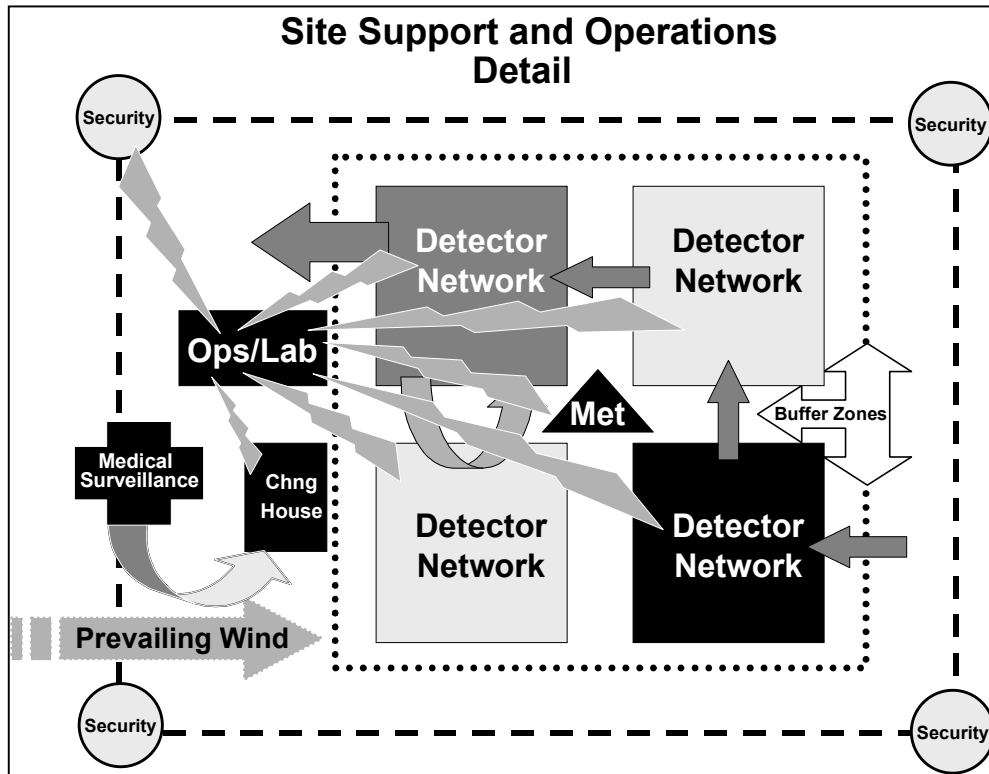 Site Support and Operations
Detail
Security
Security
Detector
Network
Detector
Network
Ops/Lab
Met
Buffer Zones
Medical
Surveillance
Chng
House
Detector
Network
Detector
Network
Prevailing Wind
Security
Security